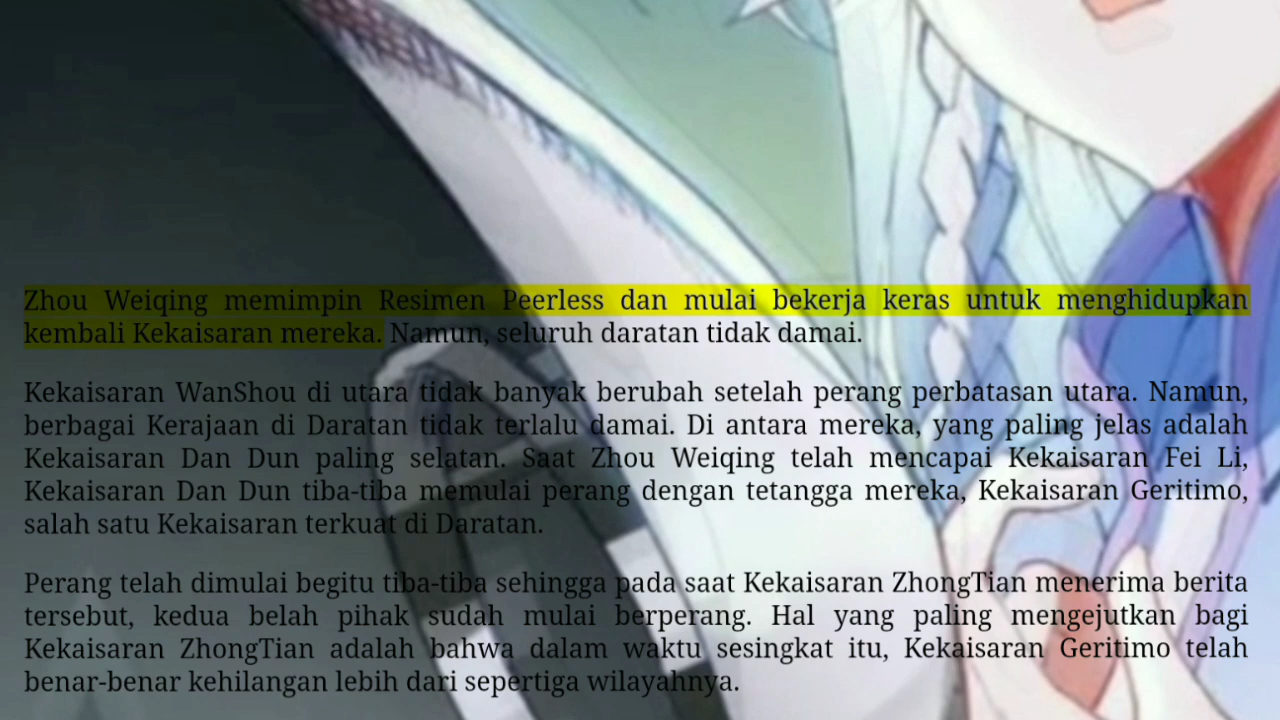 Zhou Weiqing memimpin Resimen Peerless dan mulai bekerja keras untuk menghidupkan
kembali Kekaisaran mereka. Namun, seluruh daratan tidak damai.
Kekaisaran WanShou di utara tidak banyak berubah setelah perang perbatasan utara. Namun,
berbagai Kerajaan di Daratan tidak terlalu damai. Di antara mereka, yang paling jelas adalah
Kekaisaran Dan Dun paling selatan. Saat Zhou Weiqing telah mencapai Kekaisaran Fei Li,
Kekaisaran Dan Dun tiba-tiba memulai perang dengan tetangga mereka, Kekaisaran Geritimo,
salah satu Kekaisaran terkuat di Daratan.
Perang telah dimulai begitu tiba-tiba sehingga pada saat Kekaisaran ZhongTian menerima berita
tersebut, kedua belah pihak sudah mulai berperang. Hal yang paling mengejutkan bagi
Kekaisaran ZhongTian adalah bahwa dalam waktu sesingkat itu, Kekaisaran Geritimo telah
benar-benar kehilangan lebih dari sepertiga wilayahnya.